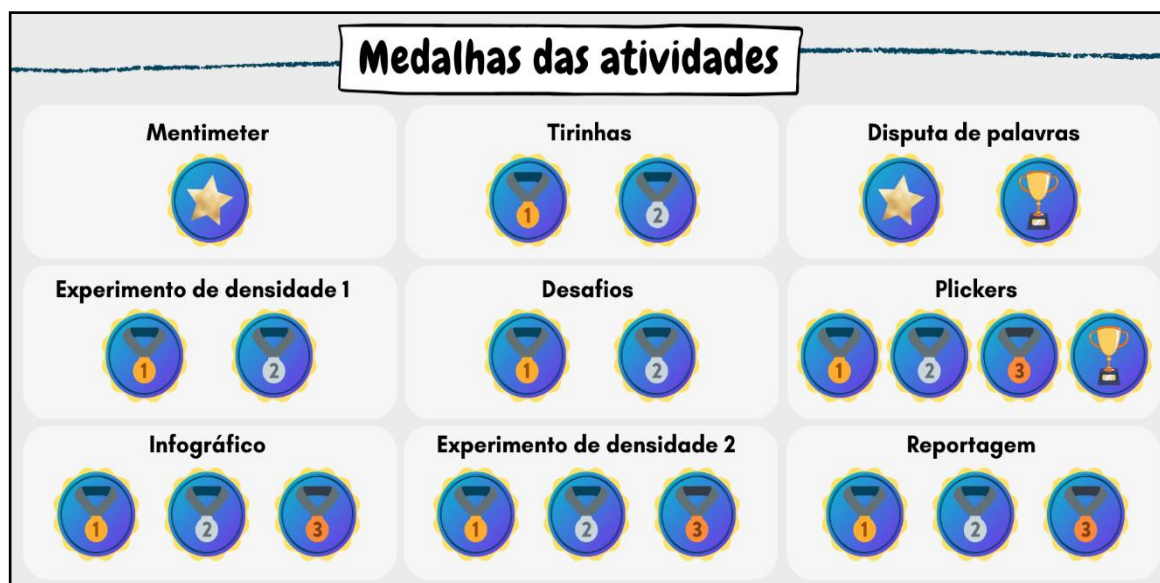 Medalhas das atividades
Mentimeter
Tirinhas
Disputa de palavras
1
2
Experimento de densidade 1
Desafios
Plickers
1
2
1
2
1
2
3
Infográfico
Experimento de densidade 2
Reportagem
1
2
3
1
2
3
1
2
3